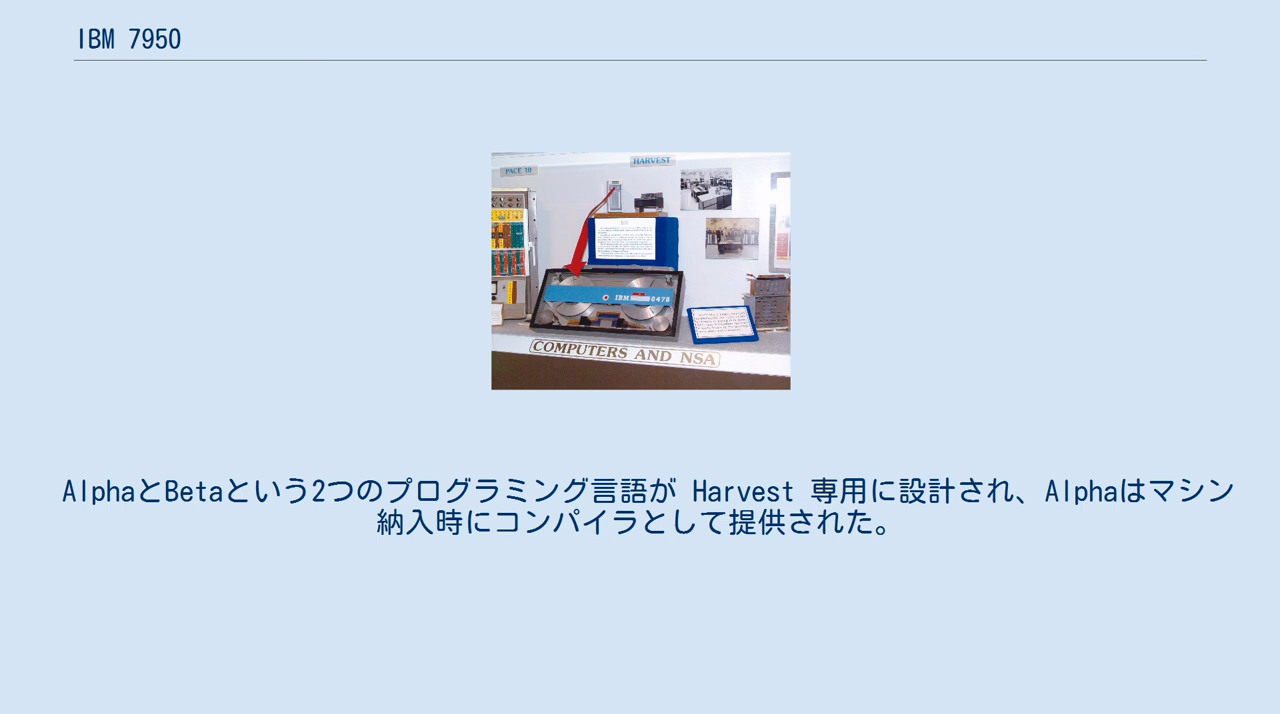 IBM 7950
HARVEST
PACE 10
IBM
0478
COMPUTERS AND NSA
AlphaとBetaという2つのプログラミング言語が Harvest 専用に設計され、Alphaはマシン
納入時にコンパイラとして提供された。